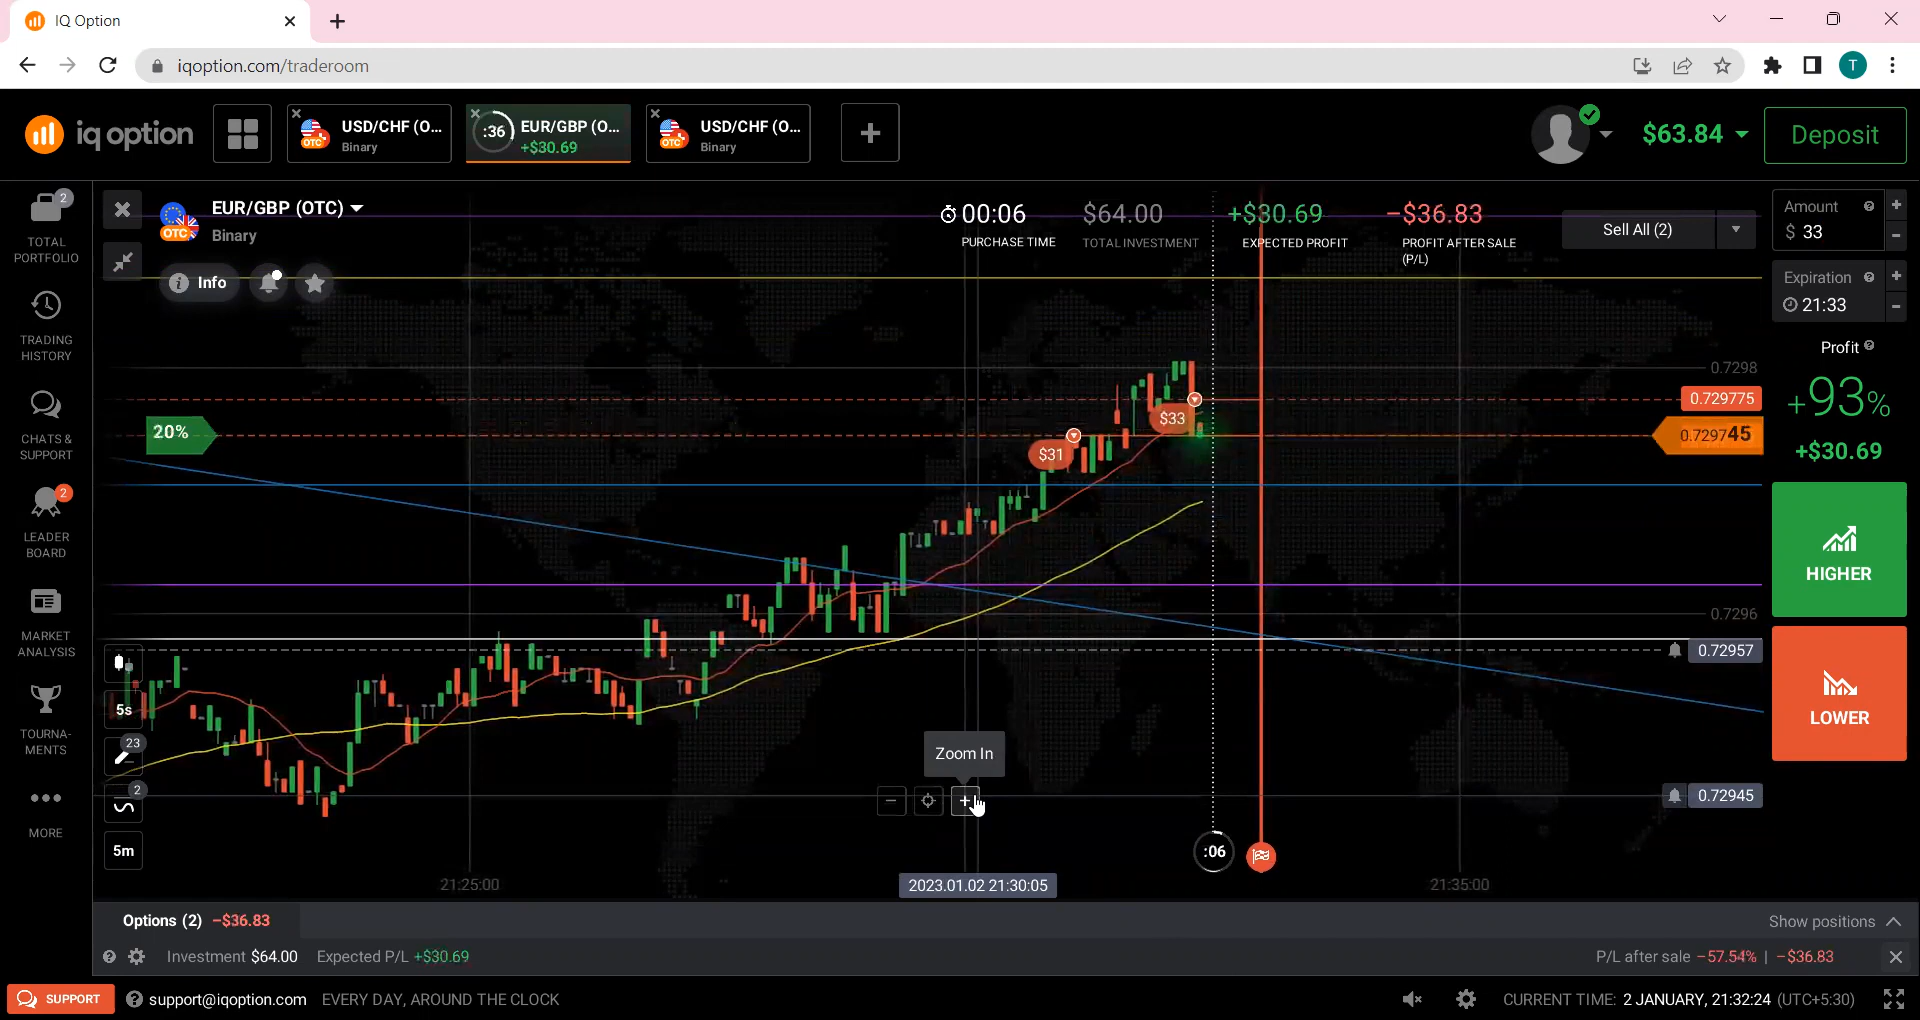 IQ Option
iqoption.com/traderoom
T
iq option
USD/CHF (O...
Binary
:36
EUR/GBP (O...
+$30.69
USD/CHF (O...
Binary
$63.84
Deposit
2
TOTAL
PORTFOLIO
TRADING
HISTORY
CHATS &
SUPPORT
2
LEADER
BOARD
MARKET
ANALYSIS
TOURNA-
MENTS
MORE
OTC
EUR/GBP (OTC)
Binary
Info
00:06
PURCHASE TIME
$64.00
TOTAL INVESTMENT
+$30.69
EXPECTED PROFIT
-$36.83
PROFIT AFTER SALE
(P/L)
Sell All (2)
Amount
$ 33
Expiration
21:33
Profit
+93%
+$30.69
HIGHER
LOWER
0.7298
0.729775
20%
0.729745
$33
$31
0.7296
0.72957
0.72945
5s
23
2
5m
Zoom In
:06
21:25:00
2023.01.02 21:30:05
21:35:00
Options (2) -$36.83
Show positions
Investment $64.00 Expected P/L +$30.69
P/L after sale -57.54% | -$36.83
SUPPORT
support@iqoption.com EVERY DAY, AROUND THE CLOCK
CURRENT TIME: 2 JANUARY, 21:32:24 (UTC+5:30)